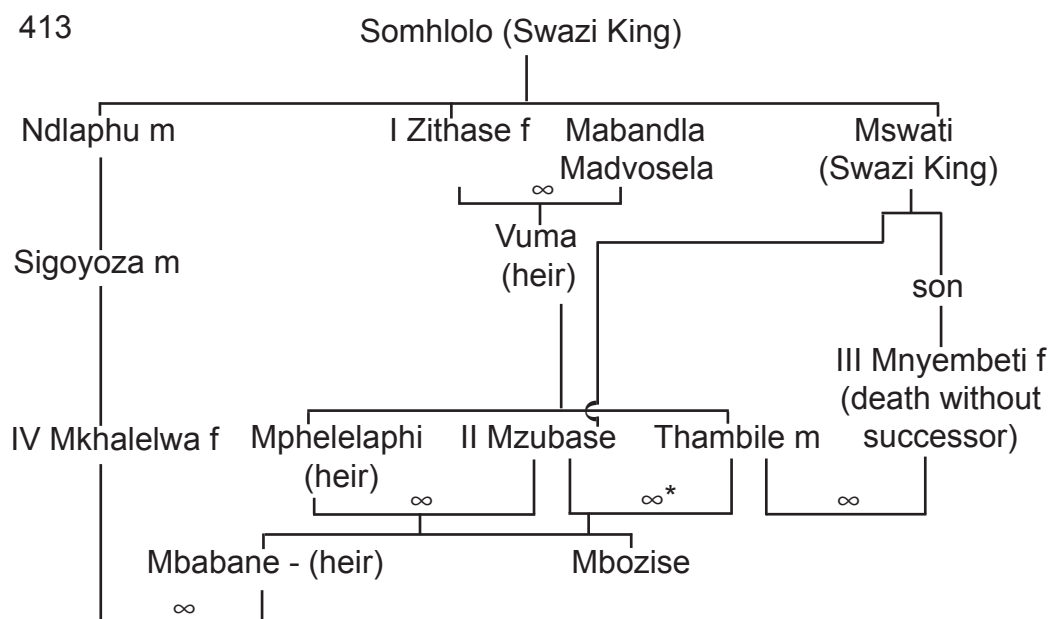 413
Somhlolo (Swazi King)
Ndlaphu m
I Zithase f
Mabandla
Madvosela
Mswati
(Swazi King)
∞
Vuma
(heir)
Sigoyoza m
son
III Mnyembeti f
(death without
successor)
IV Mkhalelwa f
Mphelelaphi
(heir)
II Mzubase
Thambile m
∞
∞*
∞
Mbabane - (heir)
Mbozise
∞